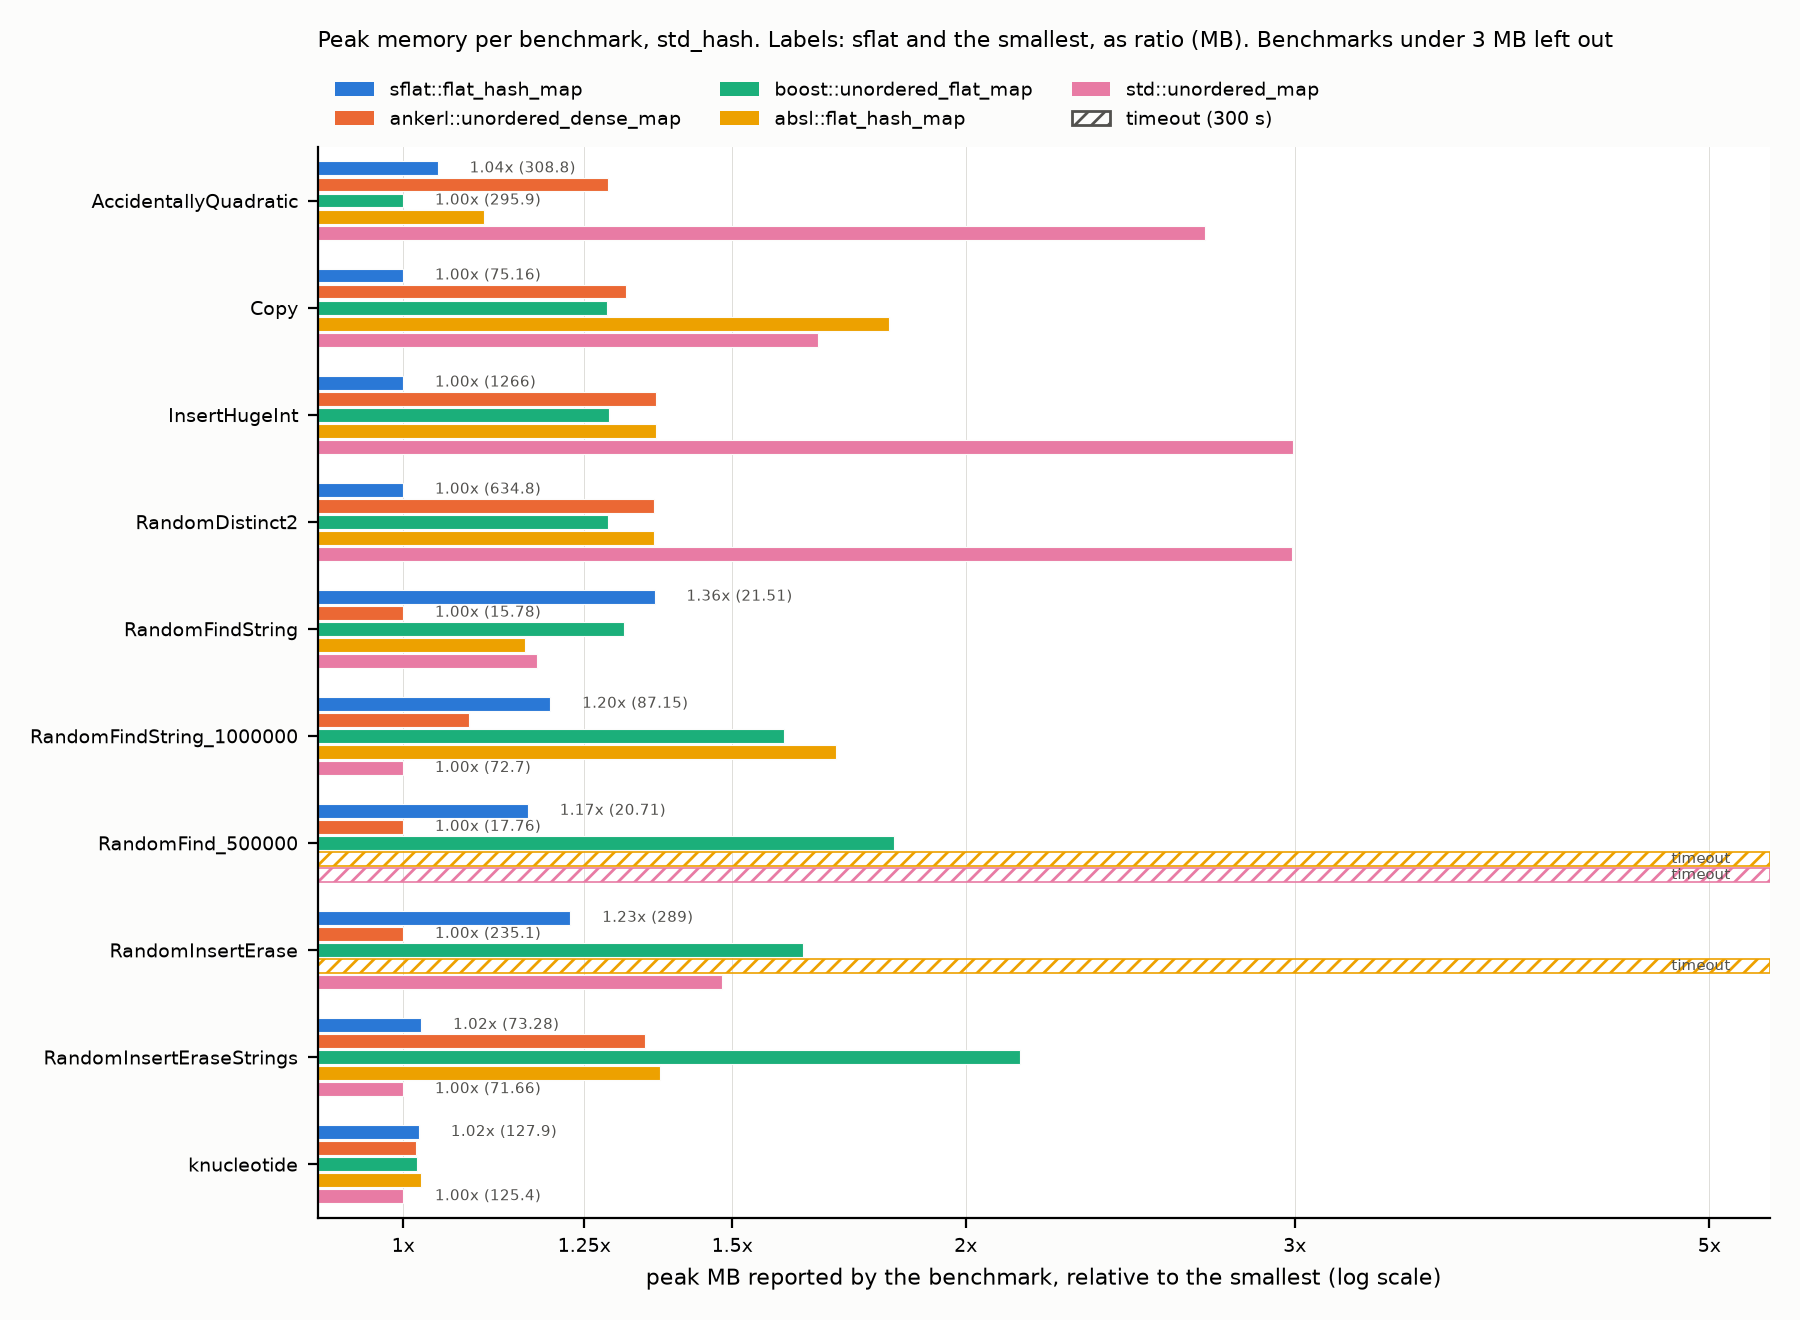 Peak memory per benchmark, std_hash. Labels: sflat and the smallest, as ratio (MB). Benchmarks under 3 MB left out
sflat::flat_hash_map
boost::unordered_flat_map
std::unordered_map
ankerl::unordered_dense_map
absl::flat_hash_map
timeout (300 s)
1.04x (308.8)
AccidentallyQuadratic
1.00x (295.9)
1.00x (75.16)
Copy
1.00x (1266)
InsertHugeInt
1.00x (634.8)
RandomDistinct2
1.36x (21.51)
1.00x (15.78)
RandomFindString
1.20x (87.15)
RandomFindString_1000000
1.00x (72.7)
1.17x (20.71)
1.00x (17.76)
RandomFind_500000
timeout
timeout
1.23x (289)
1.00x (235.1)
RandomInsertErase
timeout
1.02x (73.28)
RandomInsertEraseStrings
1.00x (71.66)
1.02x (127.9)
knucleotide
1.00x (125.4)
1x
1.25x
1.5x
2x
3x
5x
peak MB reported by the benchmark, relative to the smallest (log scale)